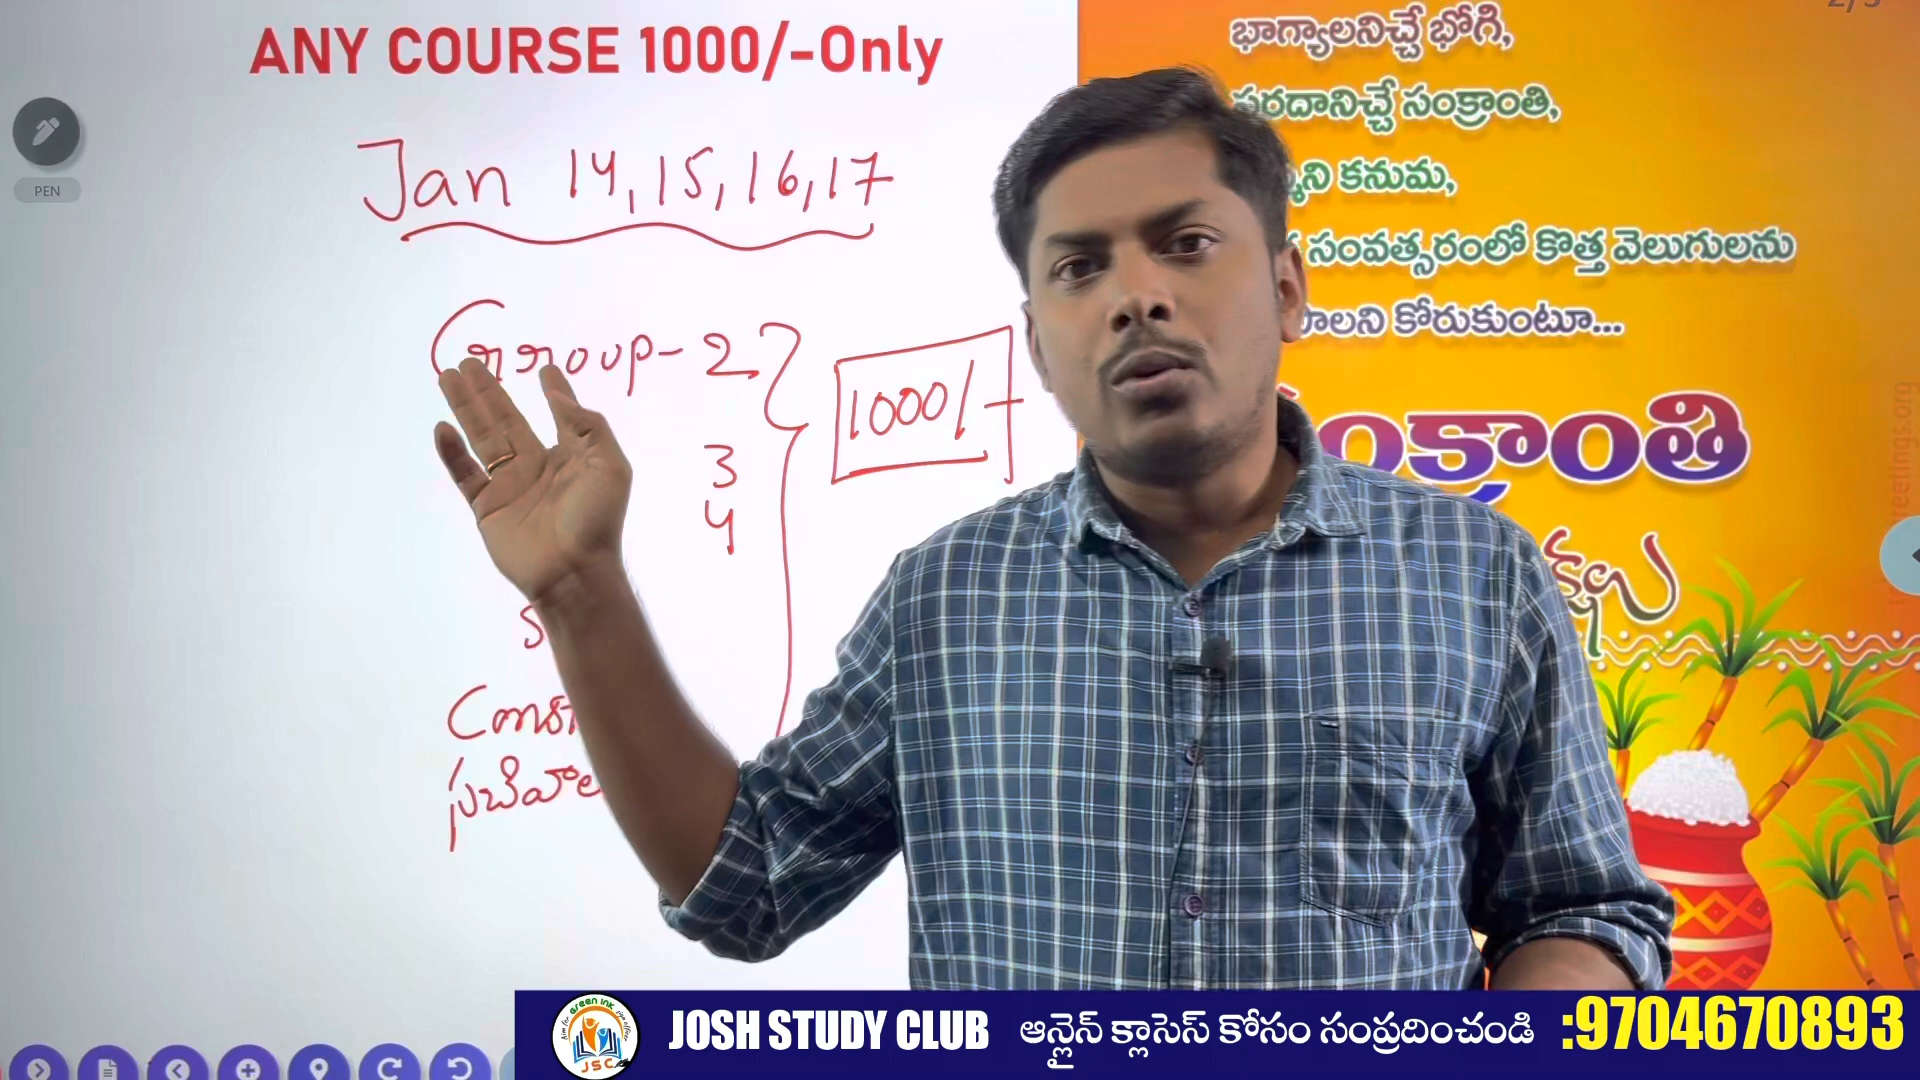 ANY COURSE 1000/-Only
PEN
Jan 14, 15, 16, 17
Group-2
3
4
1000/-
సచివాల
భాగ్యాలనిచ్చే భోగి,
సంక్రాంతి,
కనుమ,
సంవత్సరంలో కొత్త వెలుగులను
కోరుకుంటూ...
JSC
JOSH STUDY CLUB
ఆన్లైన్ క్లాసెస్ కోసం సంప్రదించండి
:9704670893